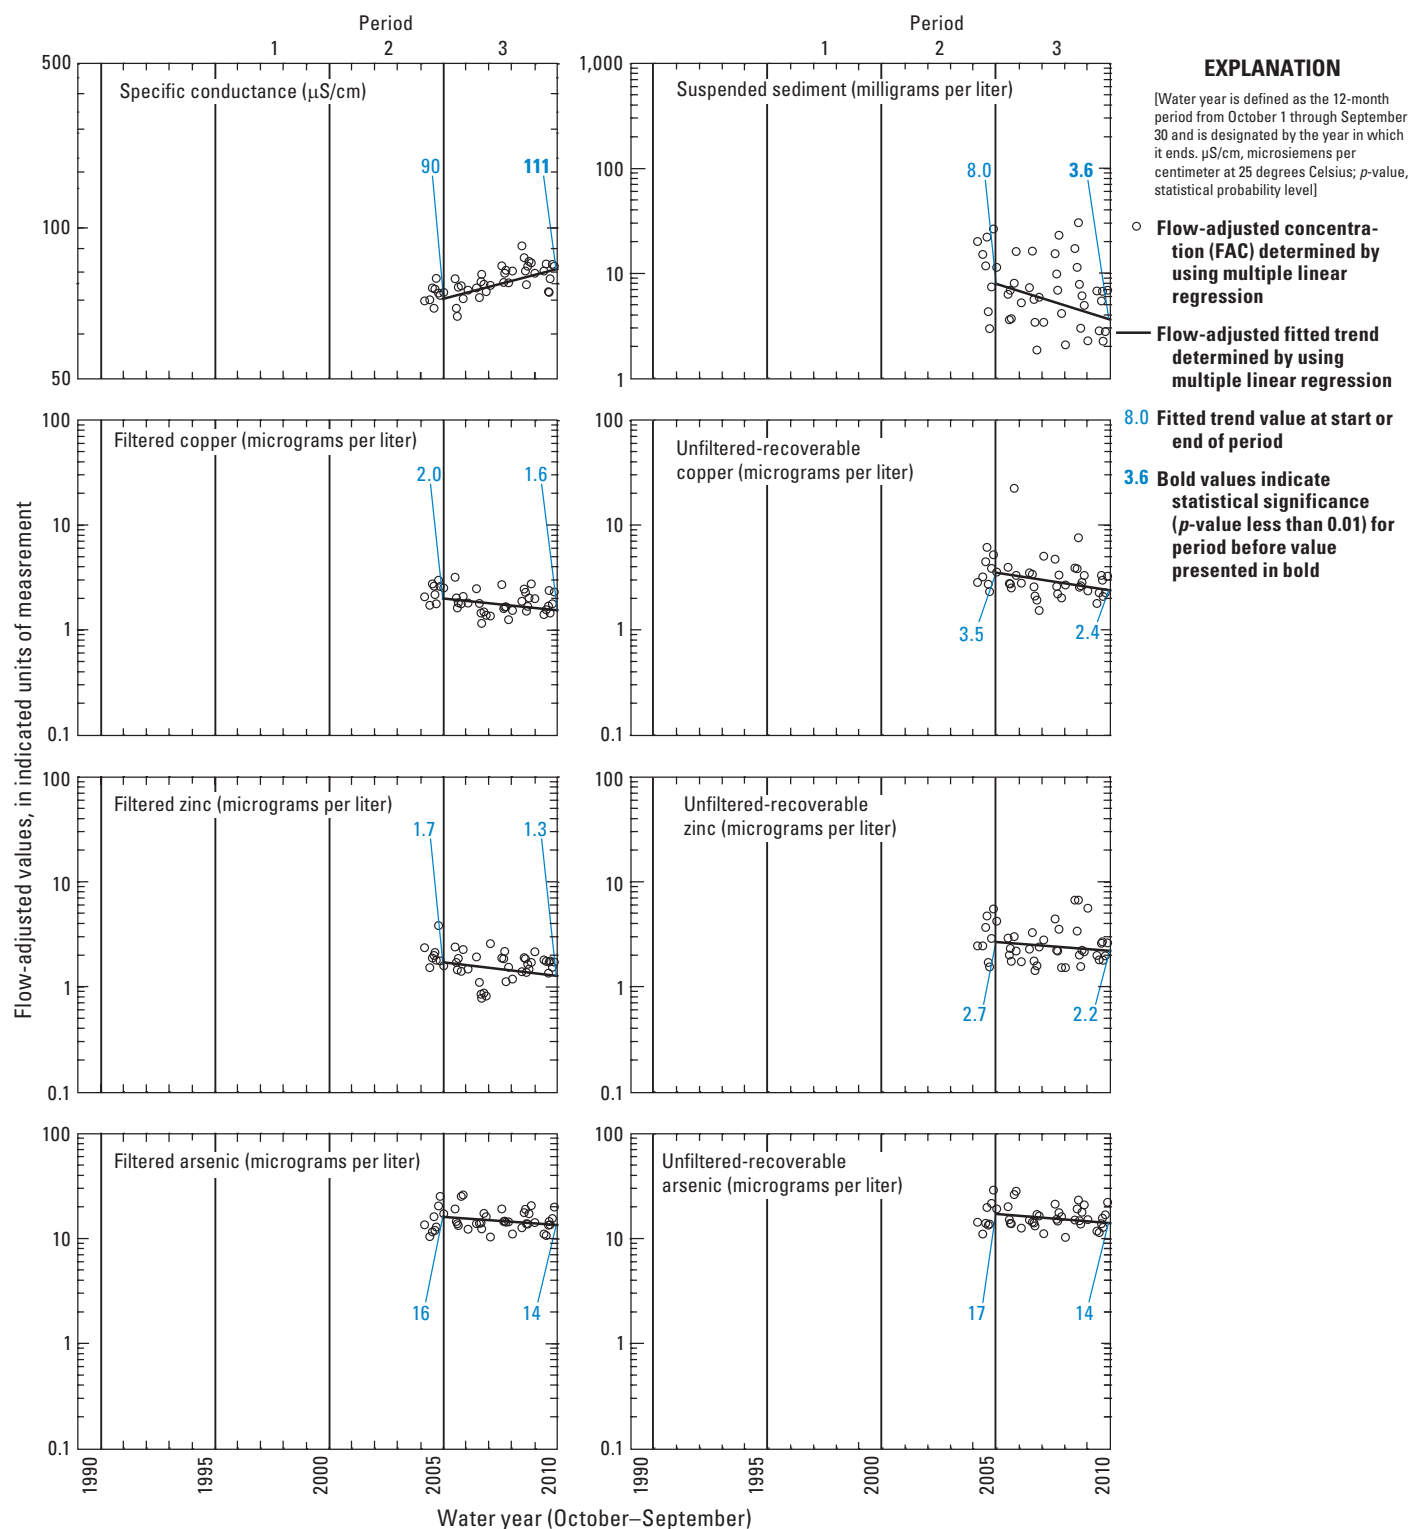 Period
1 2 3
Period
1 2 3
500
100
50
Specific conductance (µS/cm)
90
111
1,000
100
10
1
Suspended sediment (milligrams per liter)
8.0
3.6
100
10
1
0.1
Filtered copper (micrograms per liter)
2.0
1.6
100
10
1
0.1
Unfiltered-recoverable
copper (micrograms per liter)
3.5
2.4
Flow-adjusted values, in indicated units of measrement
100
10
1
0.1
Filtered zinc (micrograms per liter)
1.7
1.3
100
10
1
0.1
Unfiltered-recoverable
zinc (micrograms per liter)
2.7
2.2
100
10
1
0.1
Filtered arsenic (micrograms per liter)
16
14
100
10
1
0.1
Unfiltered-recoverable
arsenic (micrograms per liter)
17
14
1990 1995 2000 2005 2010
1990 1995 2000 2005 2010
Water year (October–September)
EXPLANATION
[Water year is defined as the 12-month
period from October 1 through September
30 and is designated by the year in which
it ends. µS/cm, microsiemens per
centimeter at 25 degrees Celsius; p-value,
statistical probability level]
Flow-adjusted concentra-
tion (FAC) determined by
using multiple linear
regression
Flow-adjusted fitted trend
determined by using
multiple linear regression
8.0 Fitted trend value at start or
end of period
3.6 Bold values indicate
statistical significance
(p-value less than 0.01) for
period before value
presented in bold